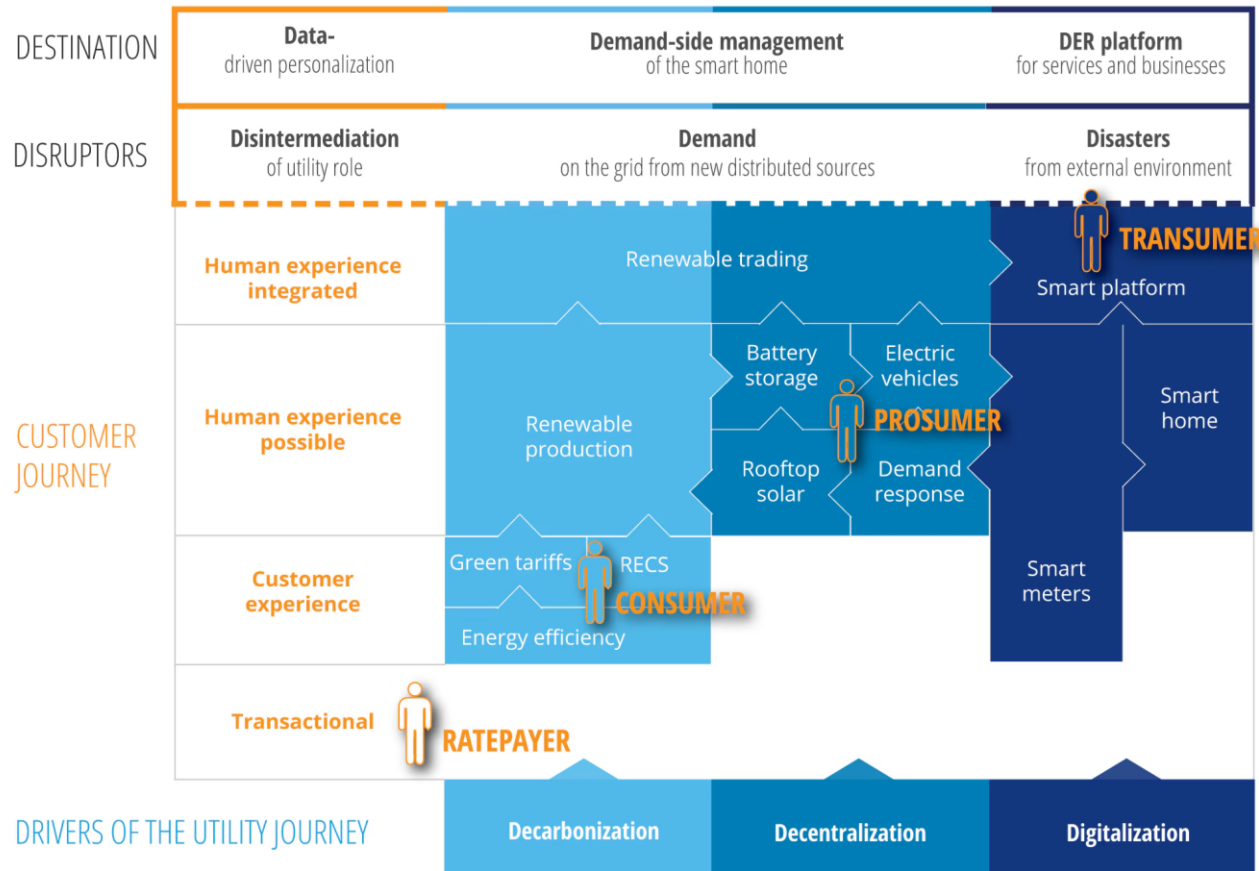 DESTINATION
Data-
driven personalization
Demand-side management
of the smart home
DER platform
for services and businesses
DISRUPTORS
Disintermediation
of utility role
Demand
on the grid from new distributed sources
Disasters
from external environment
CUSTOMER
JOURNEY
Human experience
integrated
Renewable trading
TRANSUMER
Smart platform
Human experience
possible
Renewable
production
Battery
storage
Electric
vehicles
PROSUMER
Rooftop
solar
Demand
response
Smart
home
Customer
experience
Green tariffs
RECS
CONSUMER
Energy efficiency
Smart
meters
Transactional
RATEPAYER
DRIVERS OF THE UTILITY JOURNEY
Decarbonization
Decentralization
Digitalization